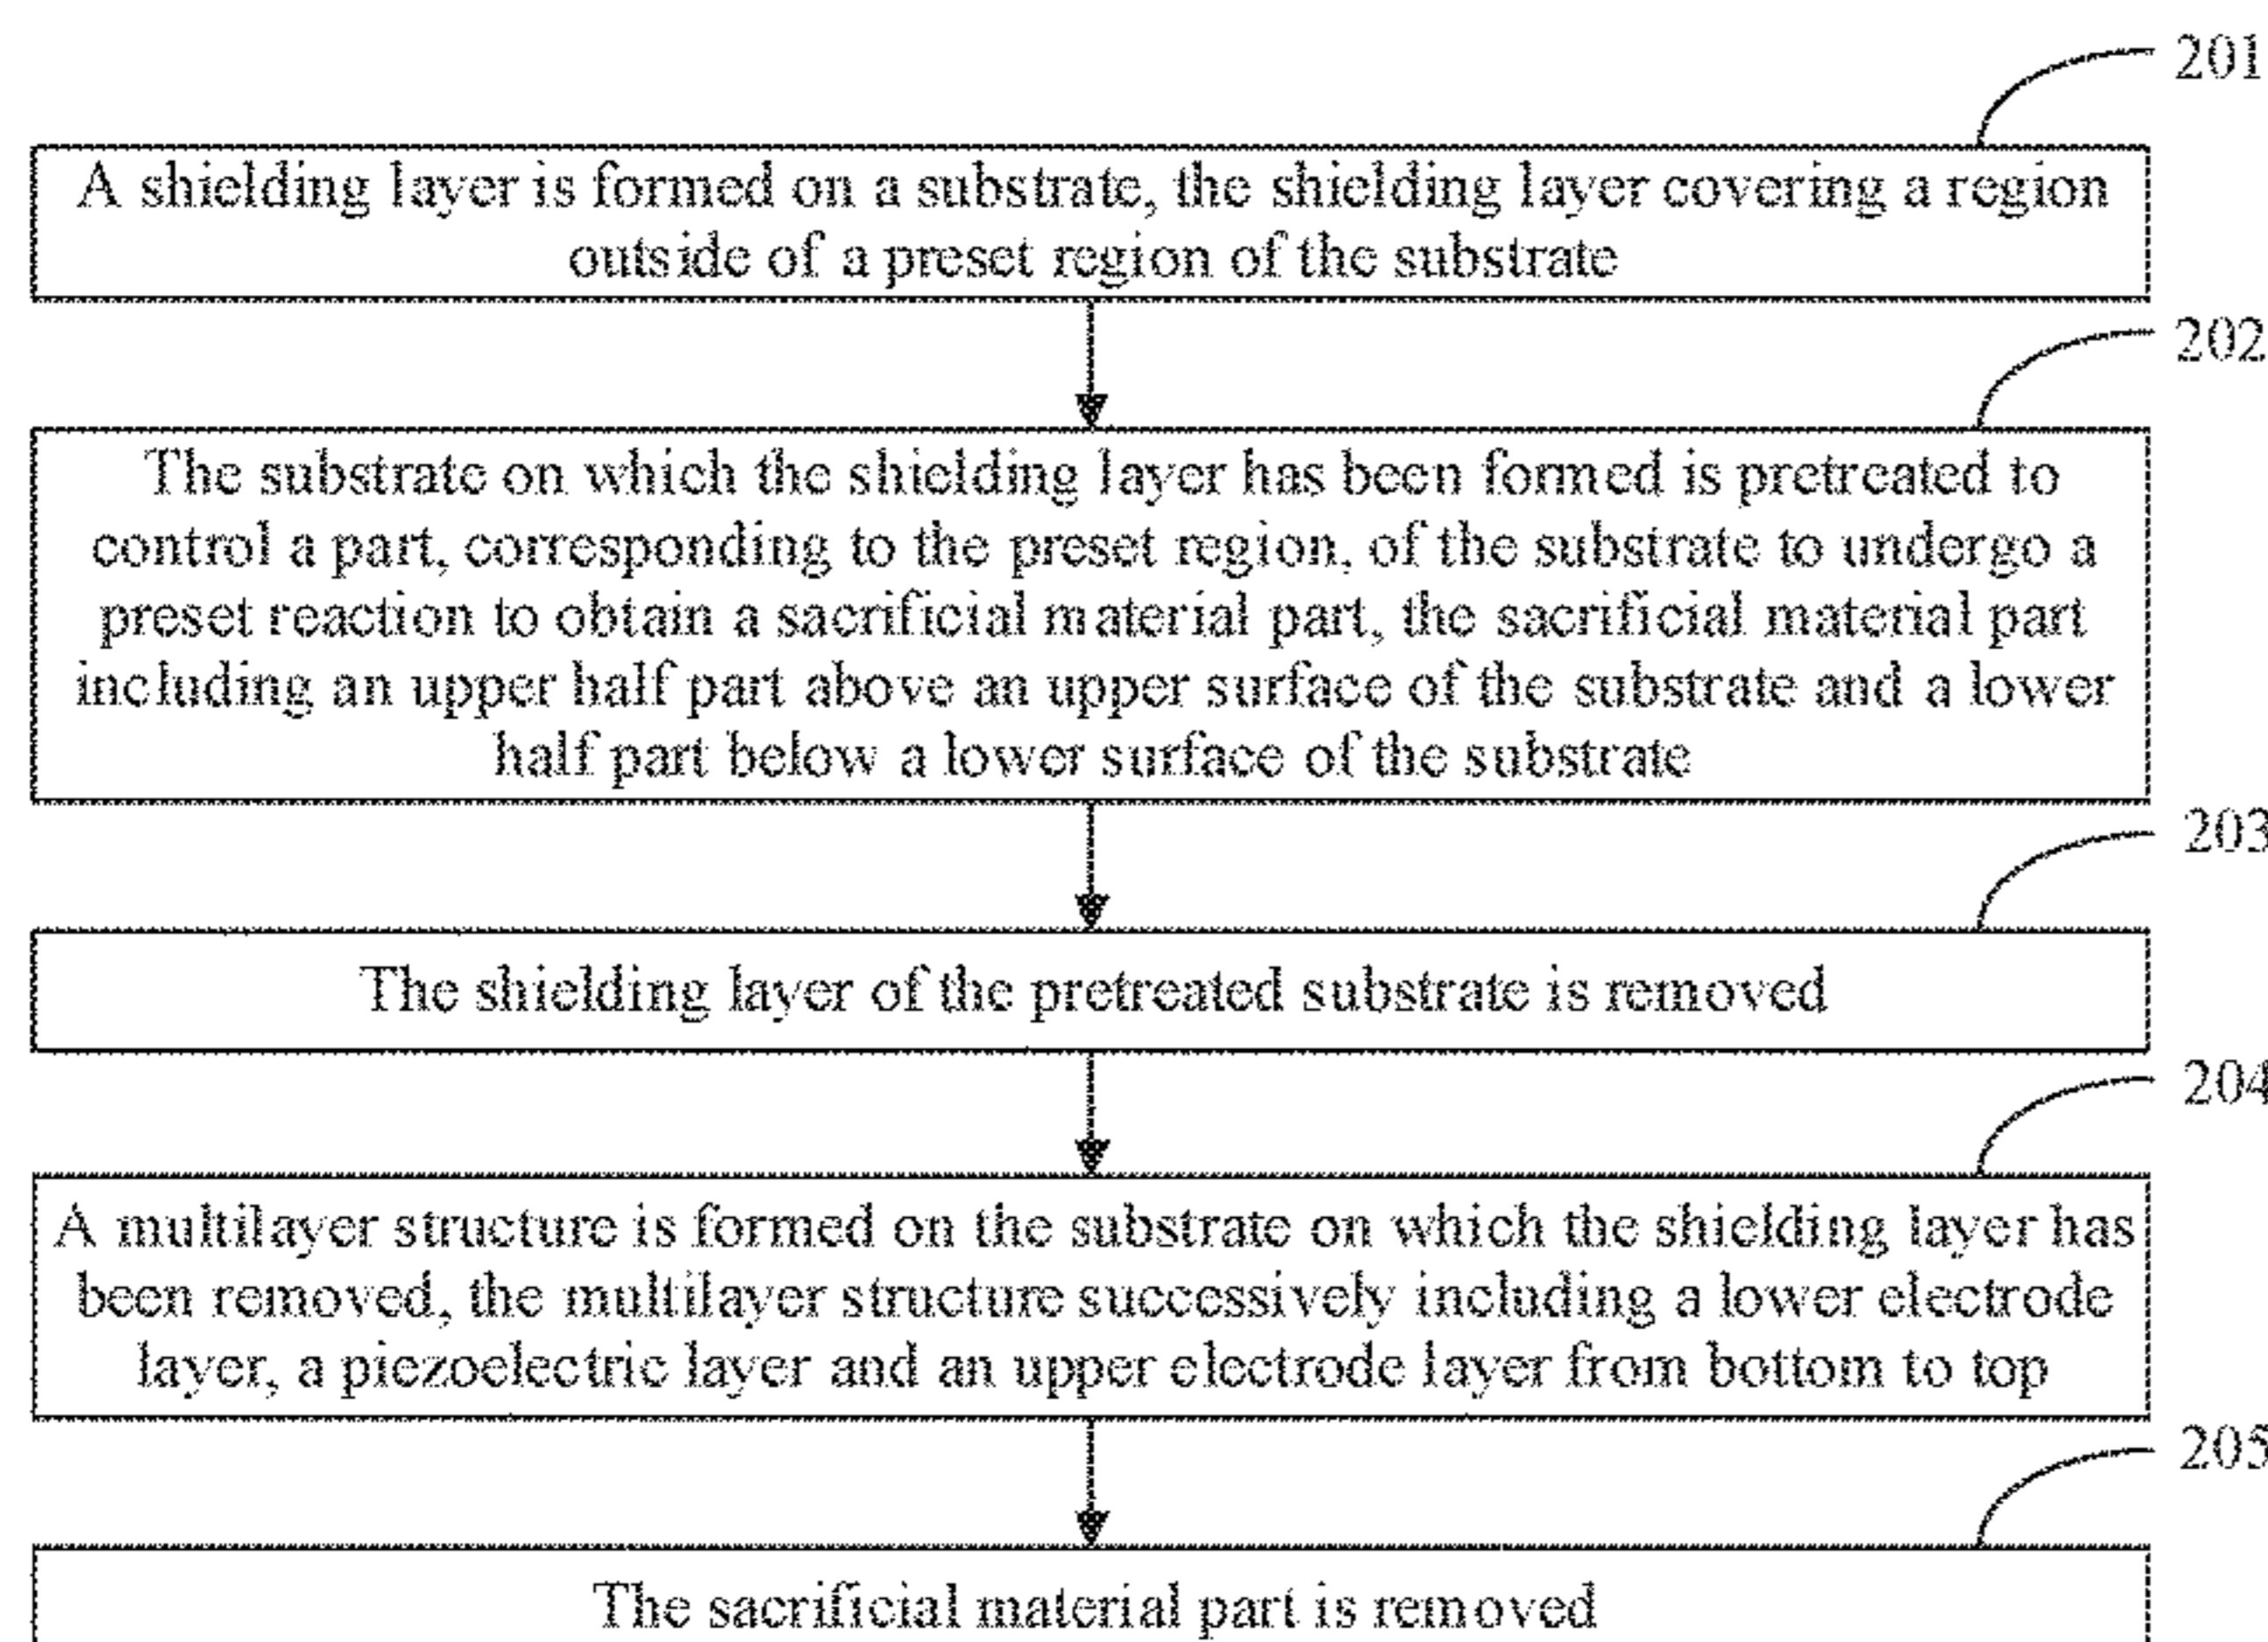 201
A shielding layer is formed on a substrate, the shielding layer covering a region
outside of a preset region of the substrate
202
The substrate on which the shielding layer has been formed is pretreated to
control a part, corresponding to the preset region, of the substrate to undergo a
preset reaction to obtain a sacrificial material part, the sacrificial material part
including an upper half part above an upper surface of the substrate and a lower
half part below a lower surface of the substrate
203
The shielding layer of the pretreated substrate is removed
204
A multilayer structure is formed on the substrate on which the shielding layer has
been removed, the multilayer structure successively including a lower electrode
layer, a piezoelectric layer and an upper electrode layer from bottom to top
205
The sacrificial material part is removed